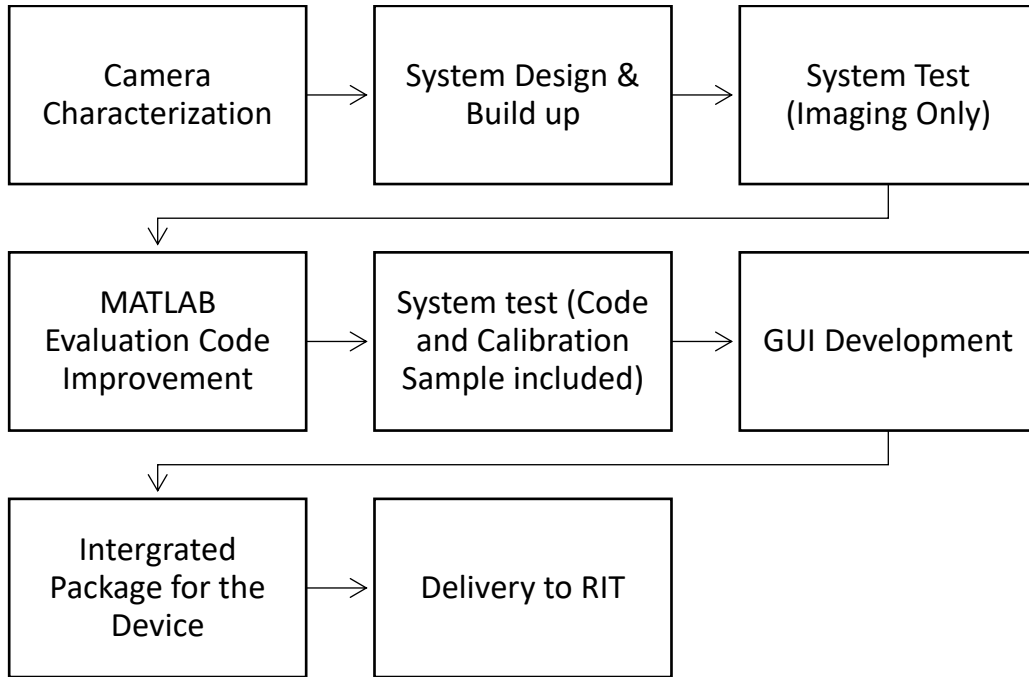 Camera
Characterization
System Design &
Build up
System Test
(Imaging Only)
MATLAB
Evaluation Code
Improvement
System test (Code
and Calibration
Sample included)
GUI Development
Intergrated
Package for the
Device
Delivery to RIT